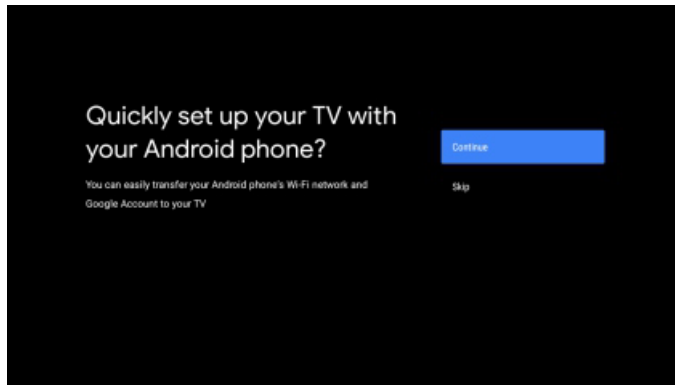 Quickly set up your TV with
your Android phone?
You can easily transfer your Android phone's Wi-Fi network and
Google Account to your TV
Continue
Skip